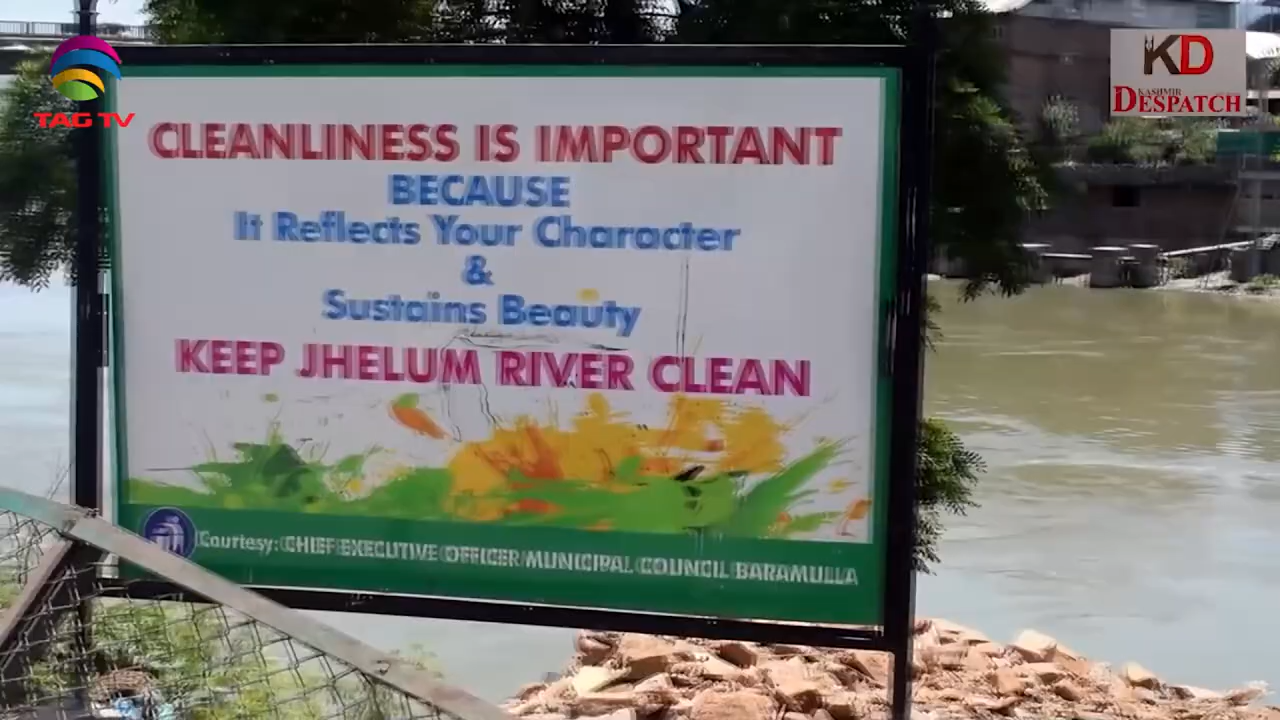 TAG TV
KD
KASHMIR
DESPATCH
CLEANLINESS IS IMPORTANT
BECAUSE
It Reflects Your Character
&
Sustains Beauty
KEEP JHELUM RIVER CLEAN
Courtesy: CHIEF EXECUTIVE OFFICER MUNICIPAL COUNCIL BARAMULLA